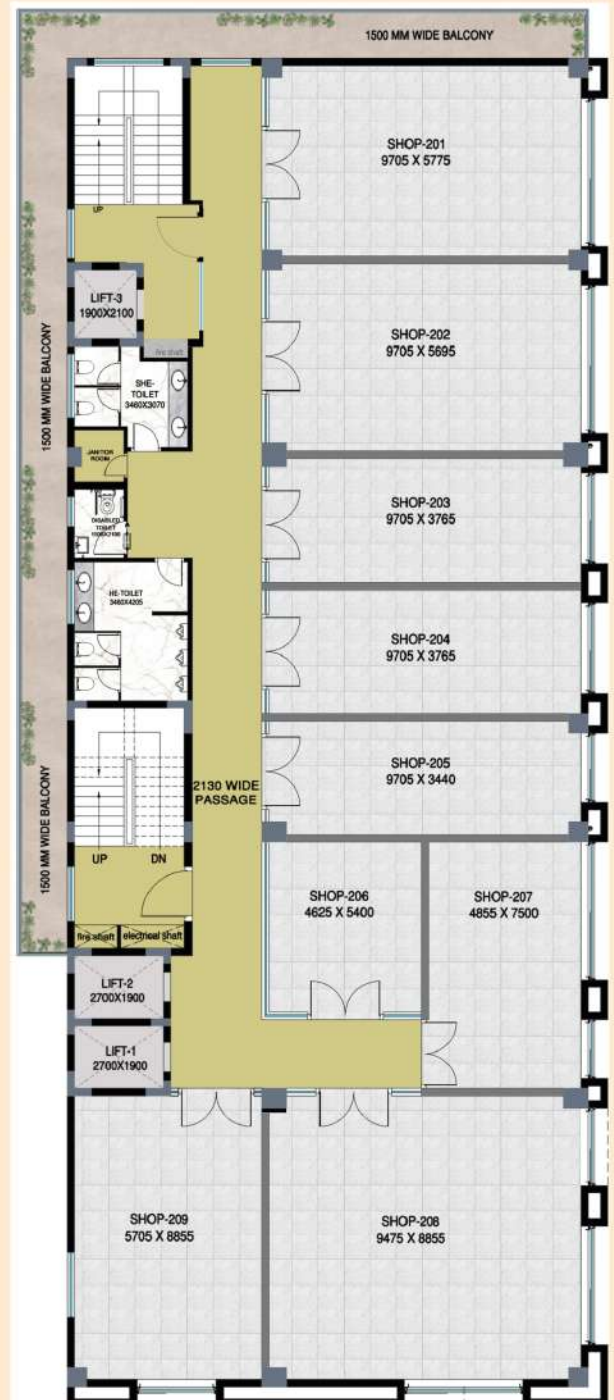 1500 MM WIDE BALCONY
SHOP-201
9705 X 5775
UP
LIFT-3
1900X2100
fire shaft
SHOP-202
9705 X 5695
1500 MM WIDE BALCONY
SHE-
TOILET
3460X3070
JANITOR
ROOM
SHOP-203
9705 X 3765
DISABLED
TOILET
HE-TOILET
3460X4205
SHOP-204
9705 X 3765
SHOP-205
9705 X 3440
2130 WIDE
PASSAGE
1500 MM WIDE BALCONY
UP
DN
SHOP-206
4625 X 5400
SHOP-207
4855 X 7500
fire shaft
electrical shaft
LIFT-2
2700X1900
LIFT-1
2700X1900
SHOP-209
5705 X 8855
SHOP-208
9475 X 8855